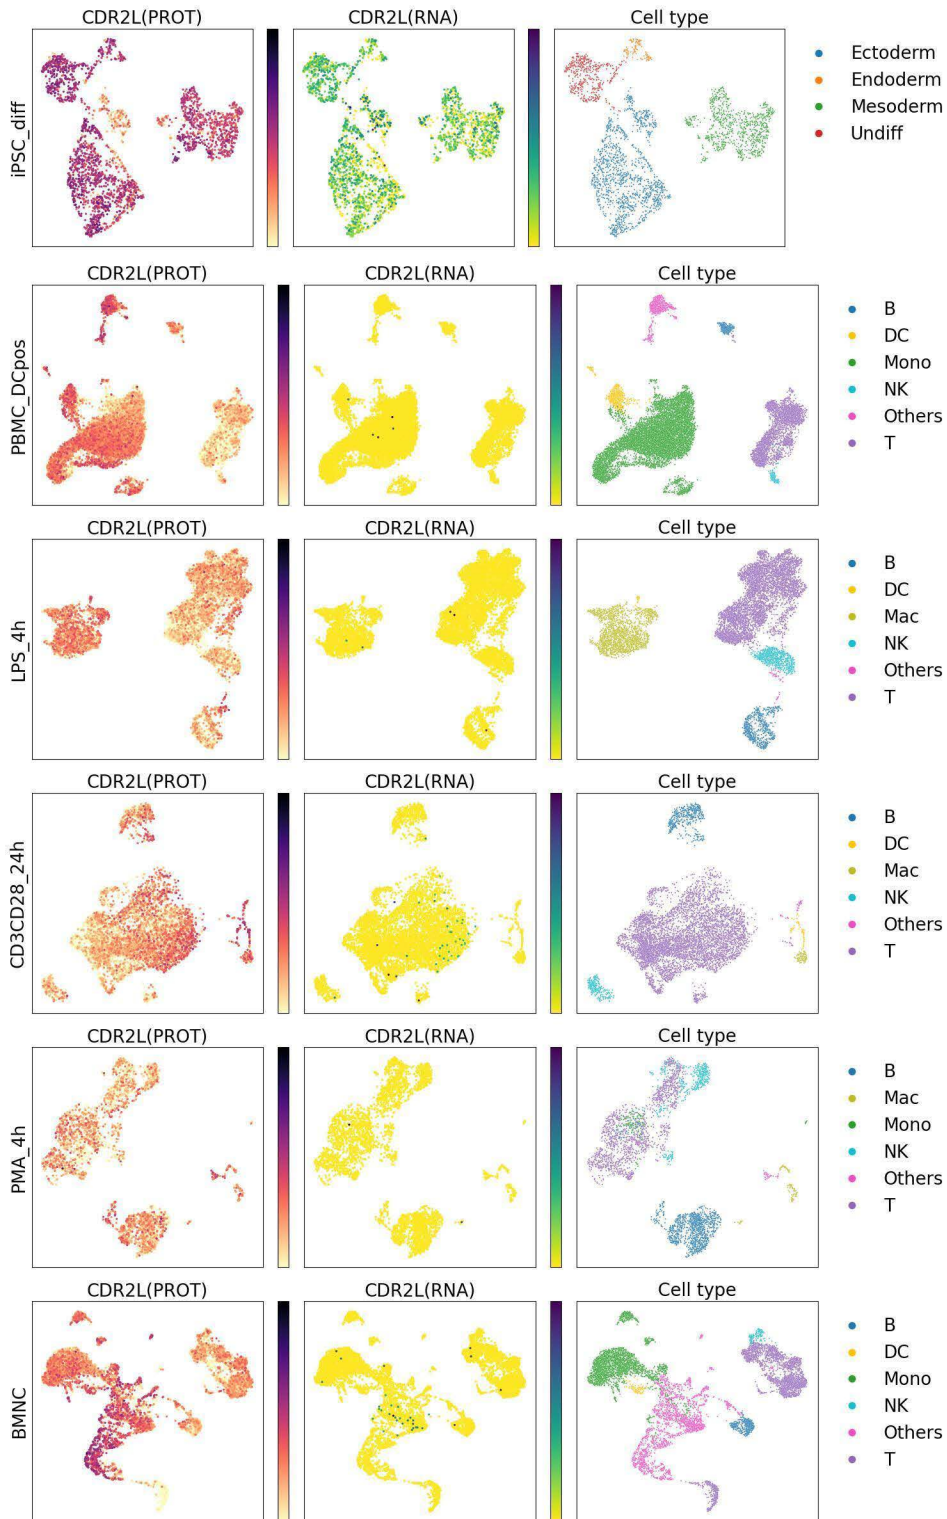 CDR2L(PROT) CDR2L(RNA) Cell type
iPSC_diff
Ectoderm
Endoderm
Mesoderm
Undiff
CDR2L(PROT) CDR2L(RNA) Cell type
PBMC_DCpos
B
DC
Mono
NK
Others
T
CDR2L(PROT) CDR2L(RNA) Cell type
LPS_4h
B
DC
Mac
NK
Others
T
CDR2L(PROT) CDR2L(RNA) Cell type
CD3CD28_24h
B
DC
Mac
NK
Others
T
CDR2L(PROT) CDR2L(RNA) Cell type
PMA_4h
B
Mac
Mono
NK
Others
T
CDR2L(PROT) CDR2L(RNA) Cell type
BMNC
B
DC
Mono
NK
Others
T